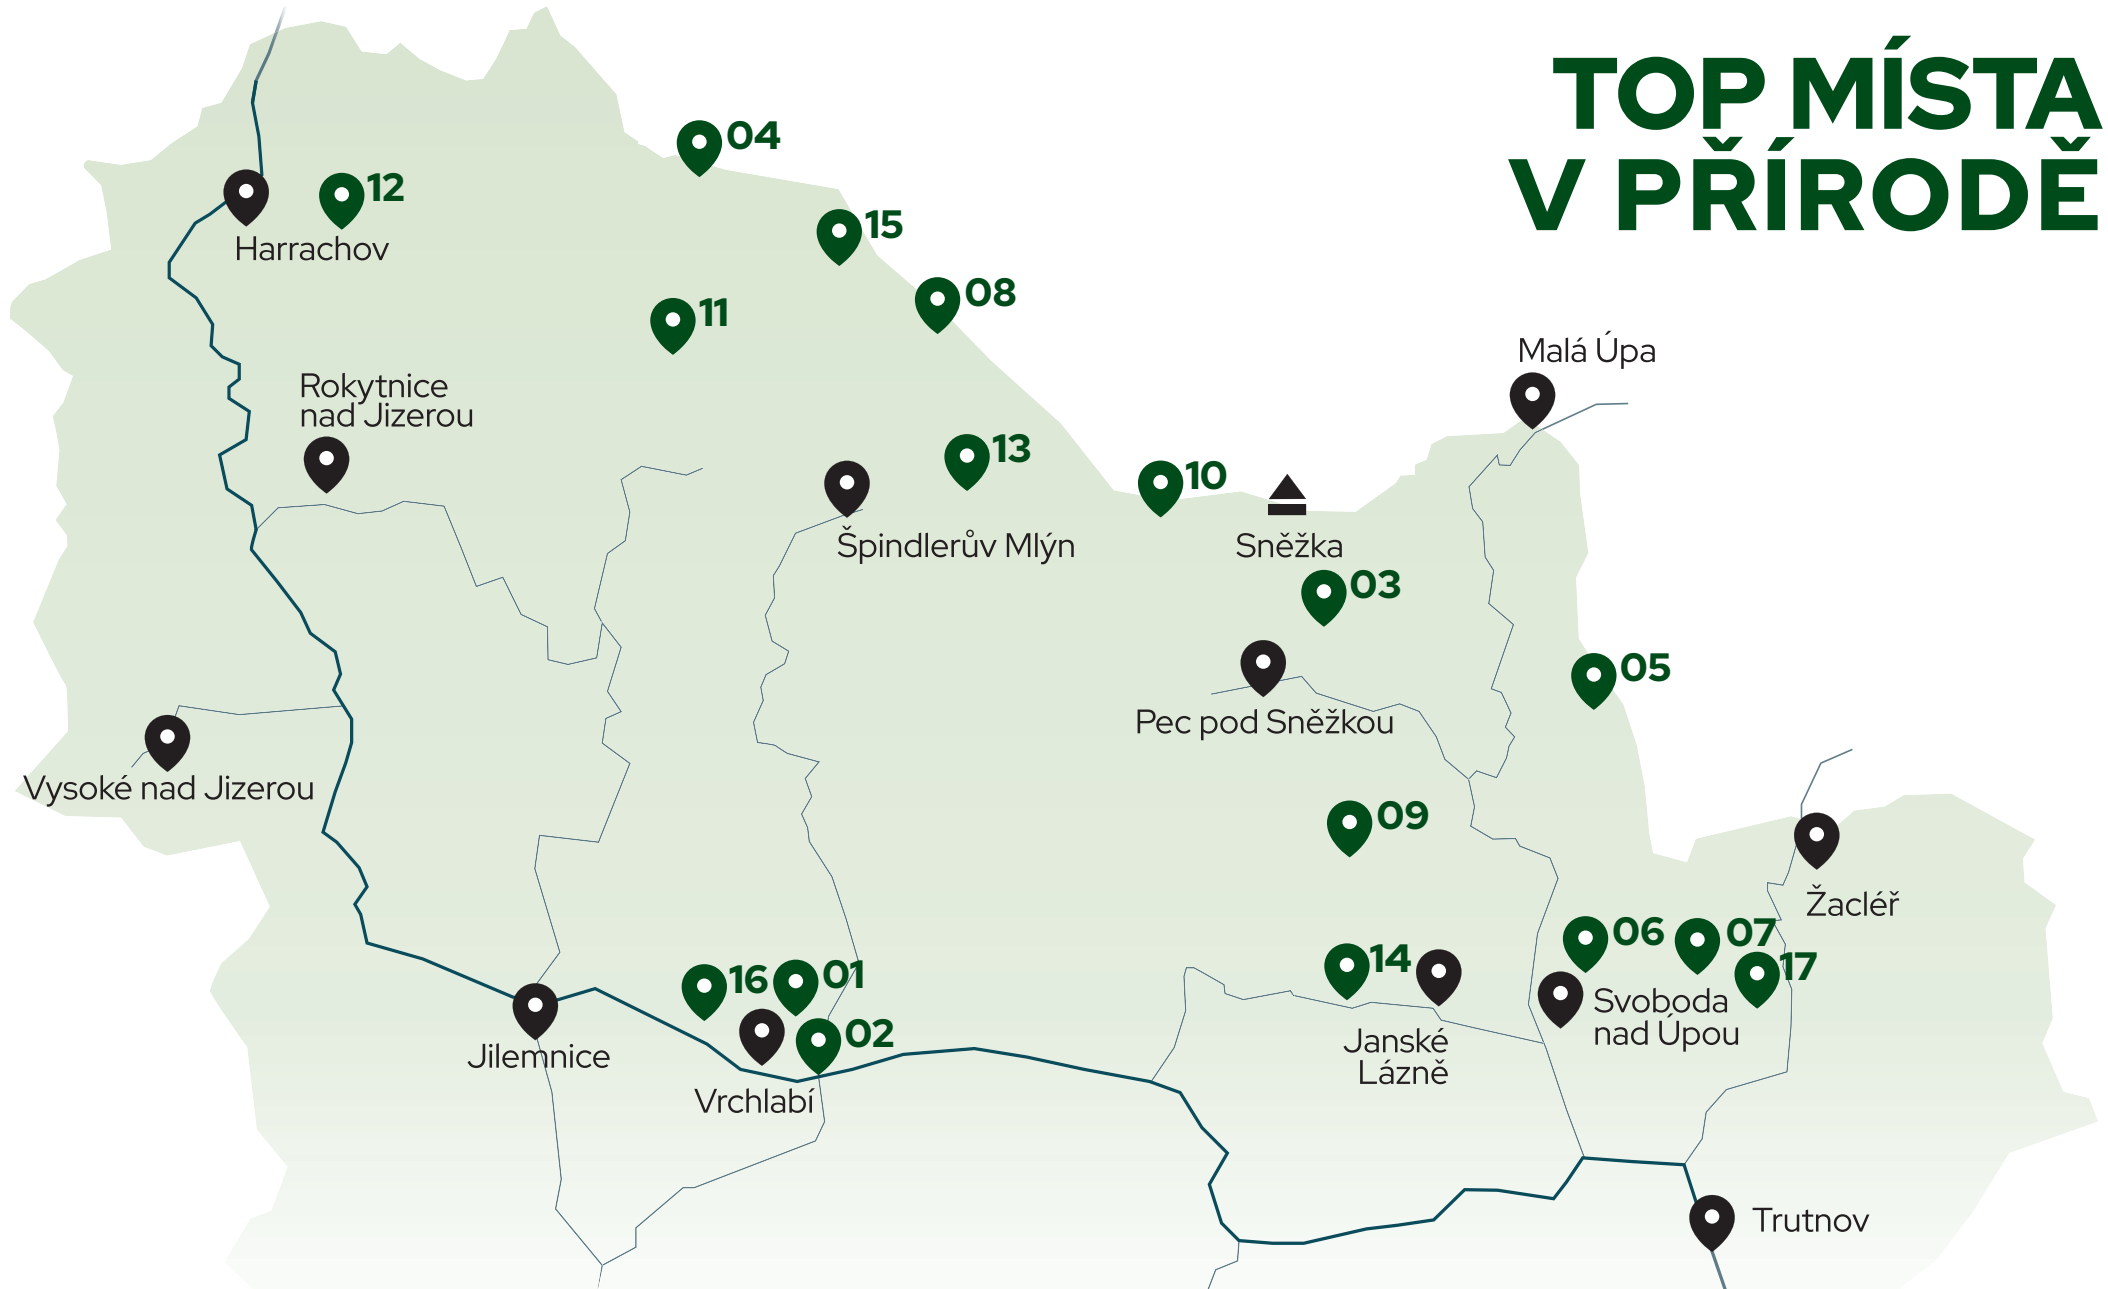 TOP MÍSTA
V PŘÍRODĚ
04
12
Harrachov
15
08
11
Malá Úpa
Rokytnice
nad Jizerou
13
10
Špindlerův Mlýn
Sněžka
03
05
Pec pod Sněžkou
Vysoké nad Jizerou
09
Žacléř
06
07
14
17
16
01
Svoboda
nad Úpou
02
Janské
Lázně
Jilemnice
Vrchlabí
Trutnov